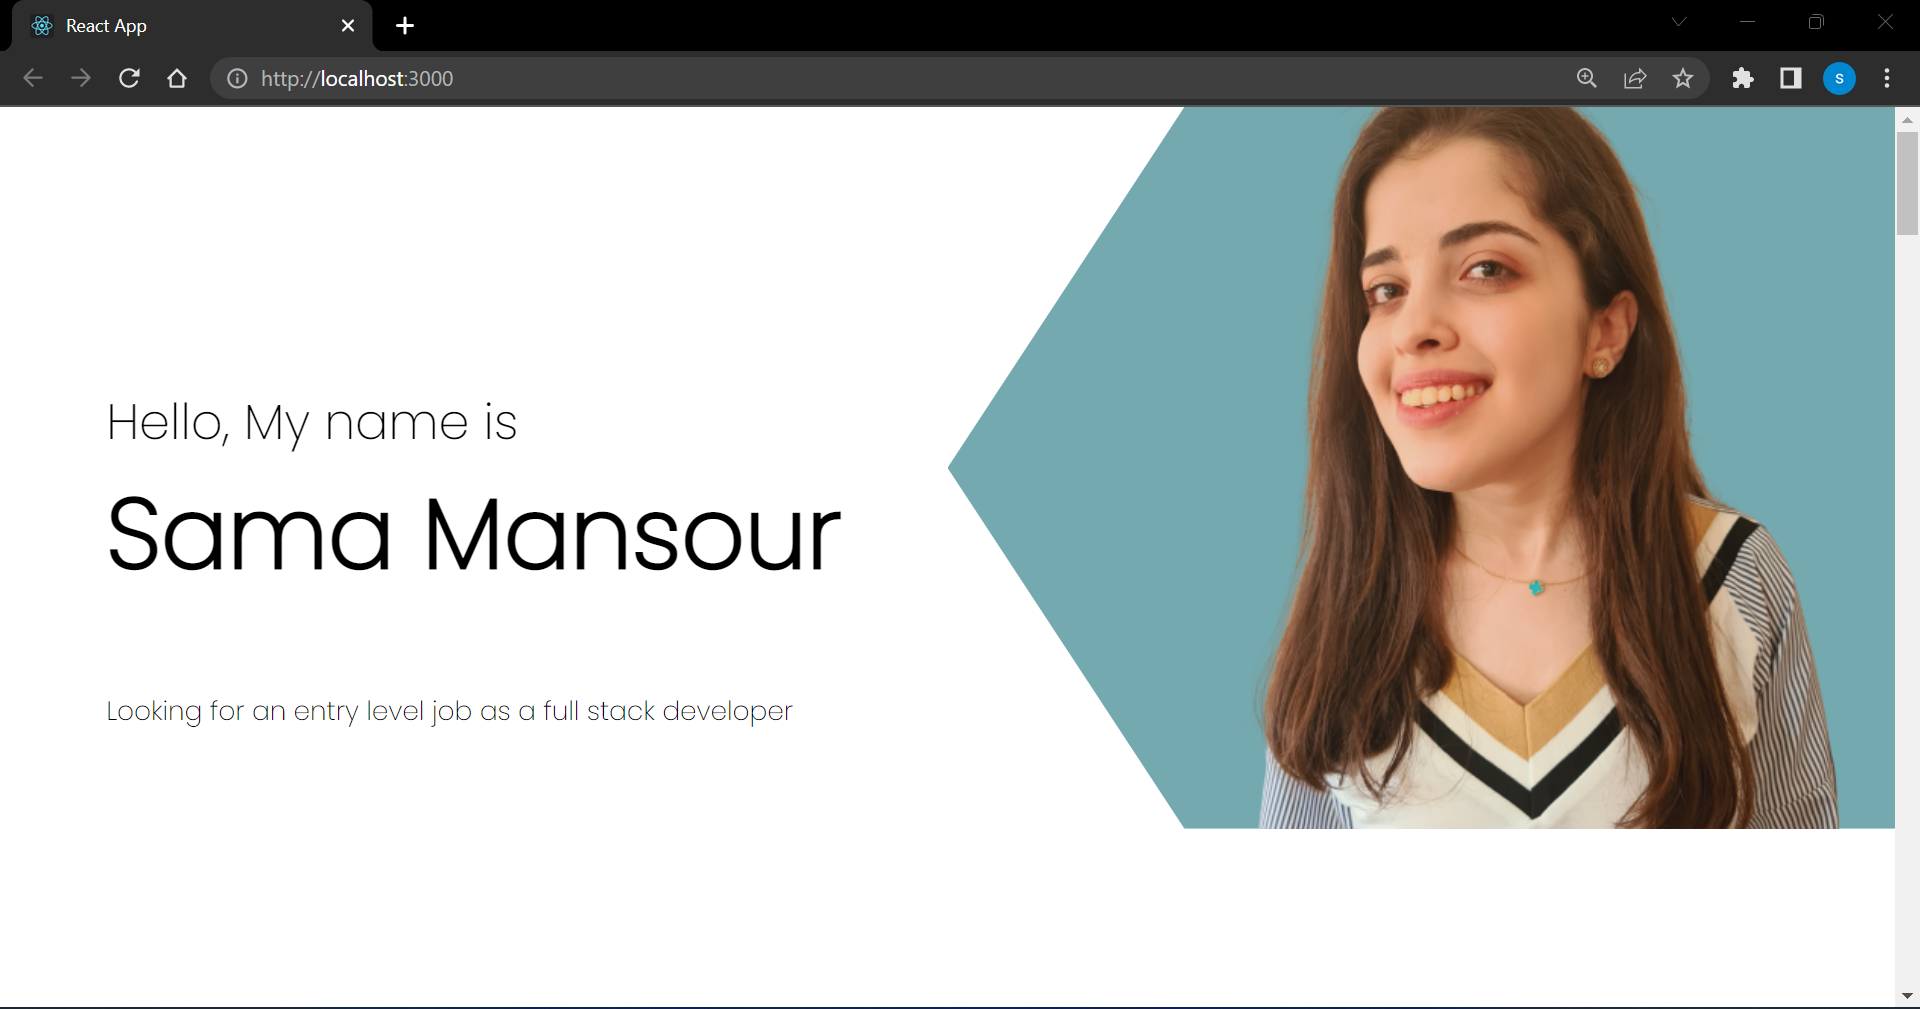 React App
http://localhost:3000
s
Hello, My name is
Sama Mansour
Looking for an entry level job as a full stack developer